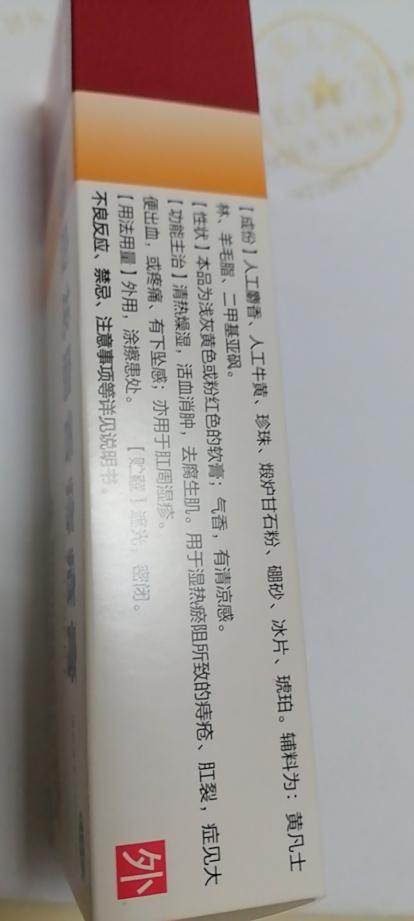 【成份】人工麝香、人工牛黄、珍珠、煅炉甘石粉、硼砂、冰片、琥珀。辅料为：黄凡士
林、羊毛脂、二甲基亚砜。
【性状】本品为浅灰黄色或粉红色的软膏；气香，有清凉感。
【功能主治】清热燥湿，活血消肿，去腐生肌。用于湿热瘀阻所致的痔疮、肛裂，症见大
便出血，或疼痛、有下坠感；亦用于肛周湿疹。
【用法用量】外用，涂擦患处。 【贮藏】遮光，密闭。
不良反应、禁忌、注意事项等详见说明书。
外